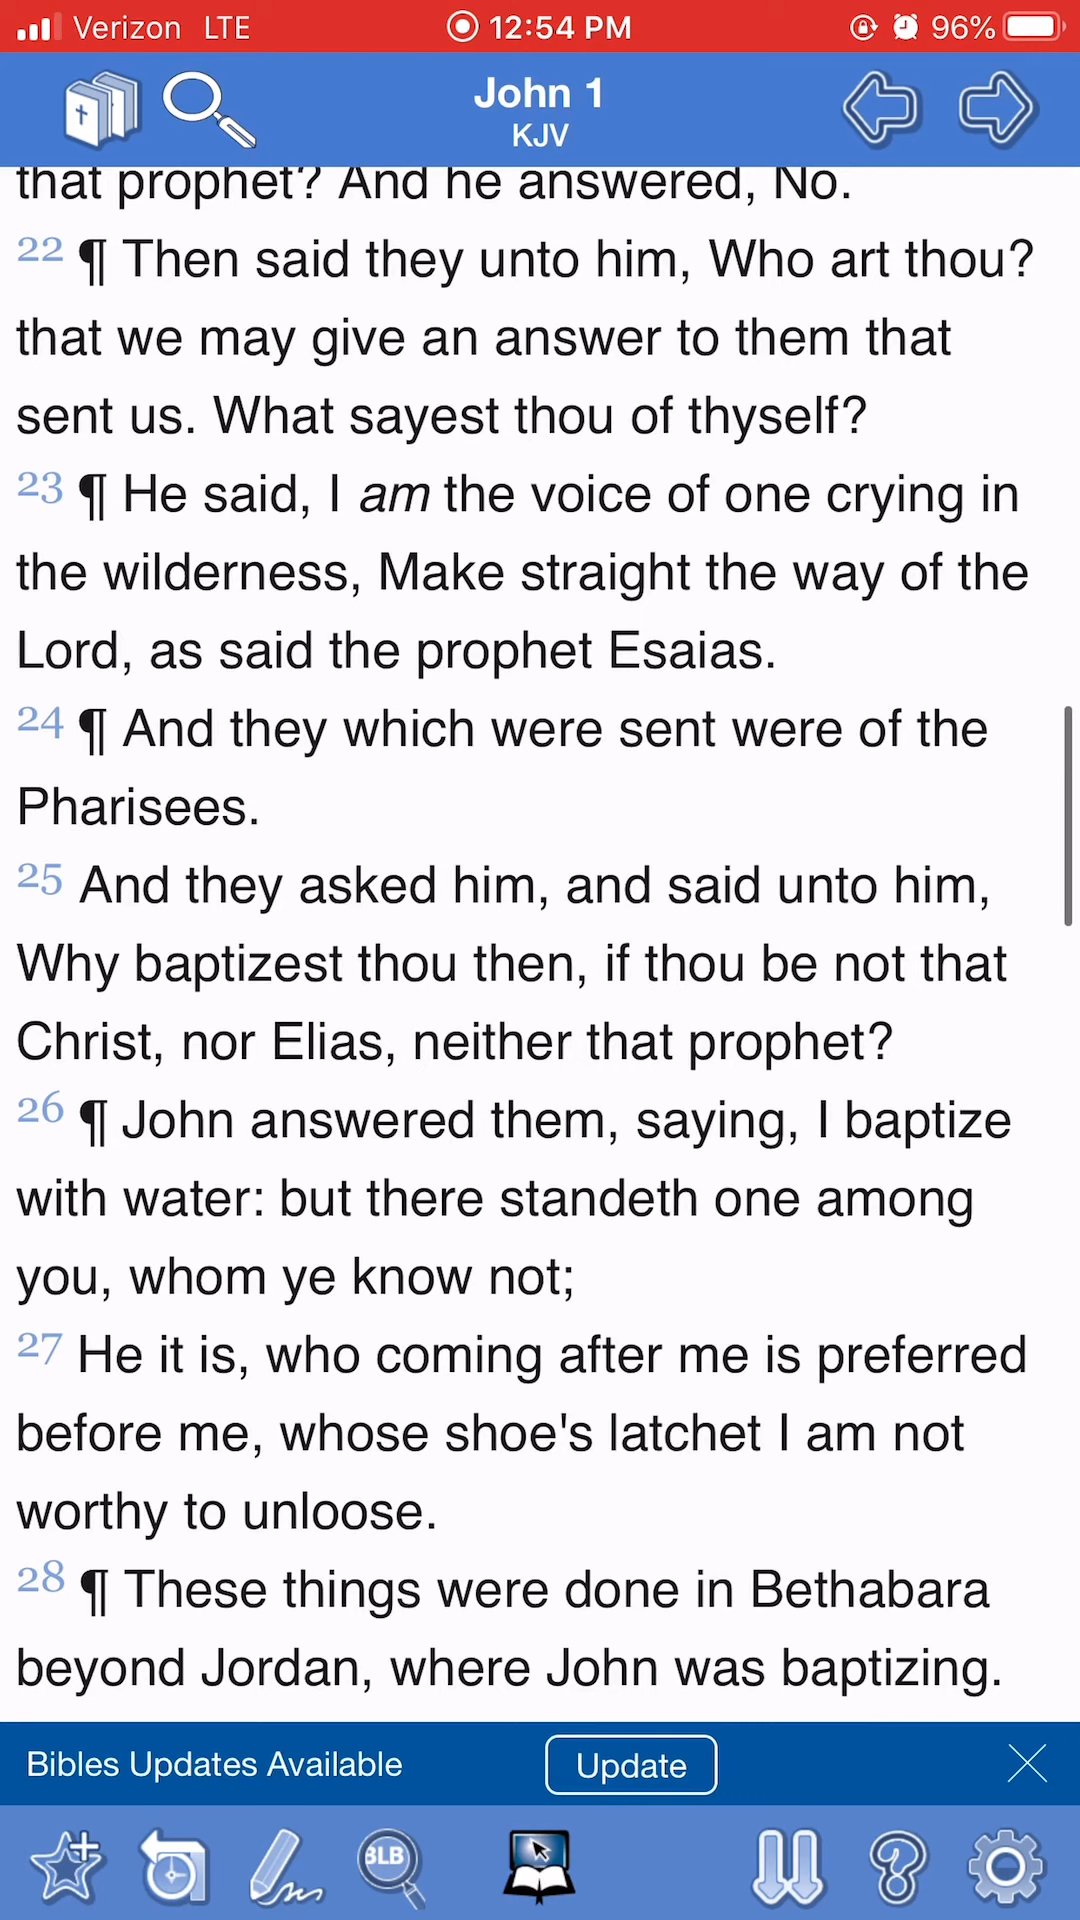 Verizon LTE 12:54 PM 96%
John 1
KJV
that prophet? And he answered, No.
22 ¶ Then said they unto him, Who art thou?
that we may give an answer to them that
sent us. What sayest thou of thyself?
23 ¶ He said, I am the voice of one crying in
the wilderness, Make straight the way of the
Lord, as said the prophet Esaias.
24 ¶ And they which were sent were of the
Pharisees.
25 And they asked him, and said unto him,
Why baptizest thou then, if thou be not that
Christ, nor Elias, neither that prophet?
26 ¶ John answered them, saying, I baptize
with water: but there standeth one among
you, whom ye know not;
27 He it is, who coming after me is preferred
before me, whose shoe's latchet I am not
worthy to unloose.
28 ¶ These things were done in Bethabara
beyond Jordan, where John was baptizing.
Bibles Updates Available Update
BLB